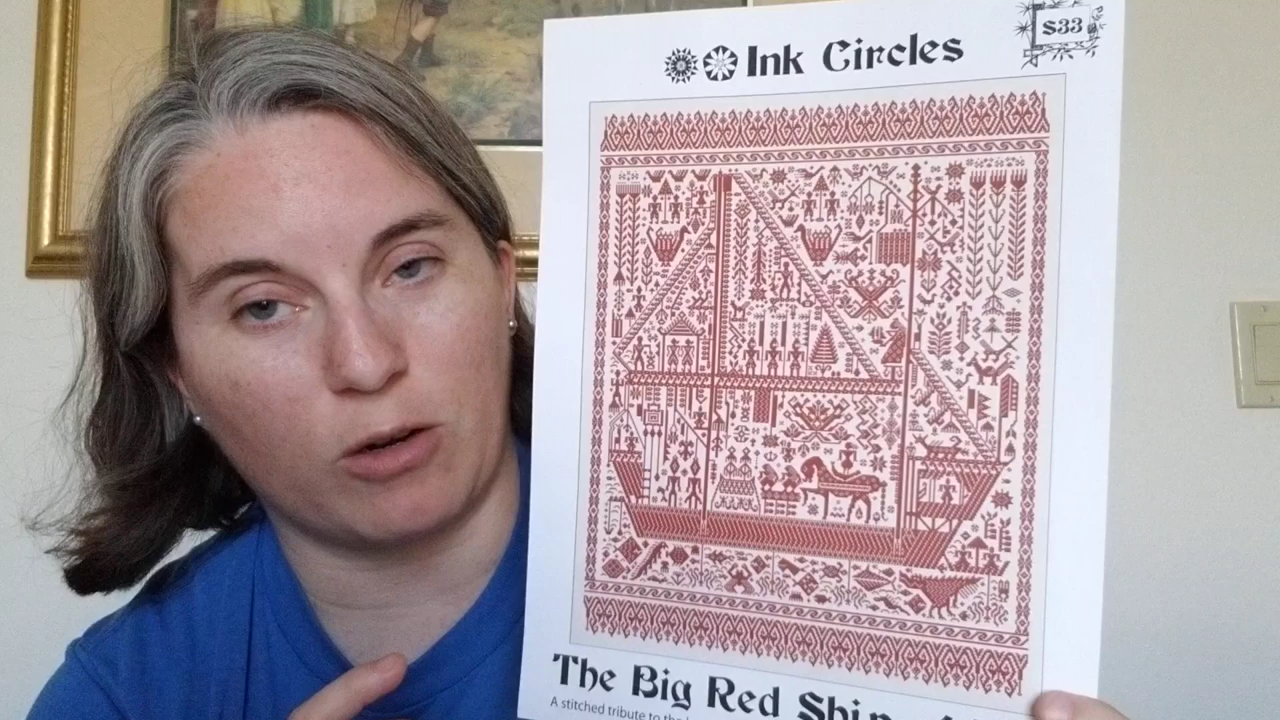 Ink Circles
$33
The Big Red Ship
A stitched tribute to the